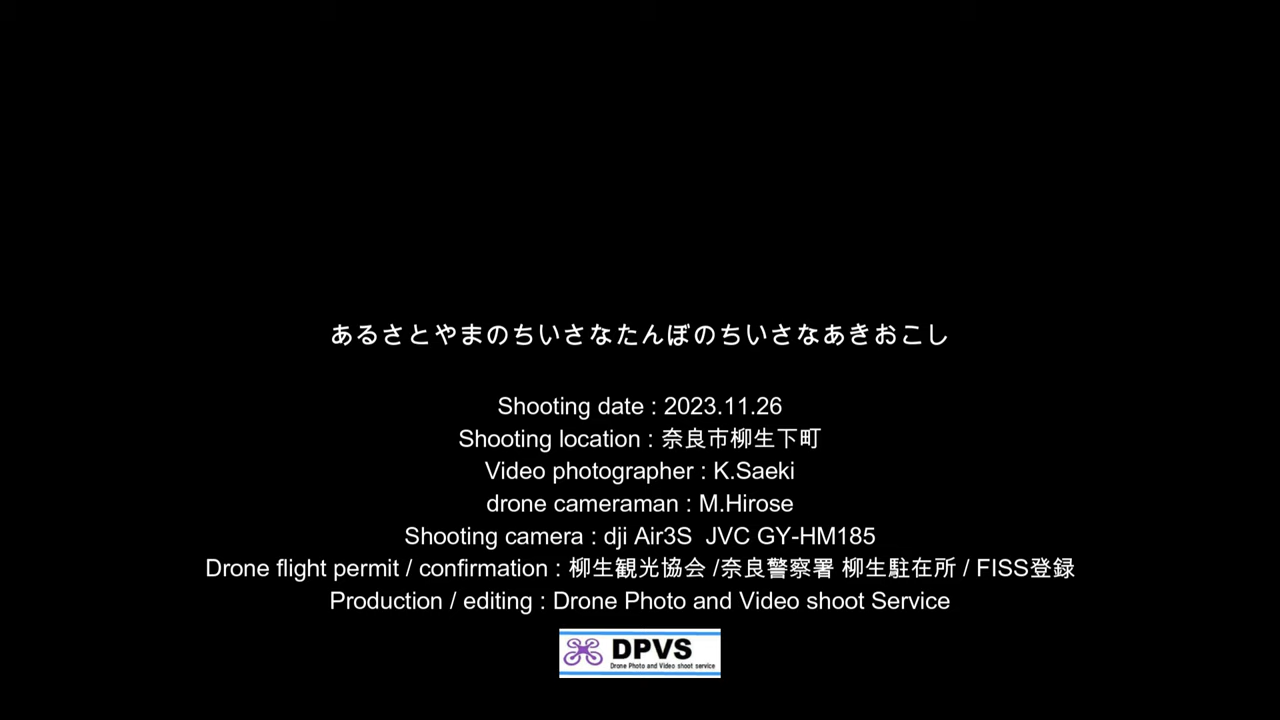 あるさとやまのちいさなたんぼのちいさなあきおこし
Shooting date : 2023.11.26
Shooting location : 奈良市柳生下町
Video photographer : K.Saeki
drone cameraman : M.Hirose
Shooting camera : dji Air3S  JVC GY-HM185
Drone flight permit / confirmation : 柳生観光協会 /奈良警察署 柳生駐在所 / FISS登録
Production / editing : Drone Photo and Video shoot Service
DPVS
Drone Photo and Video shoot service